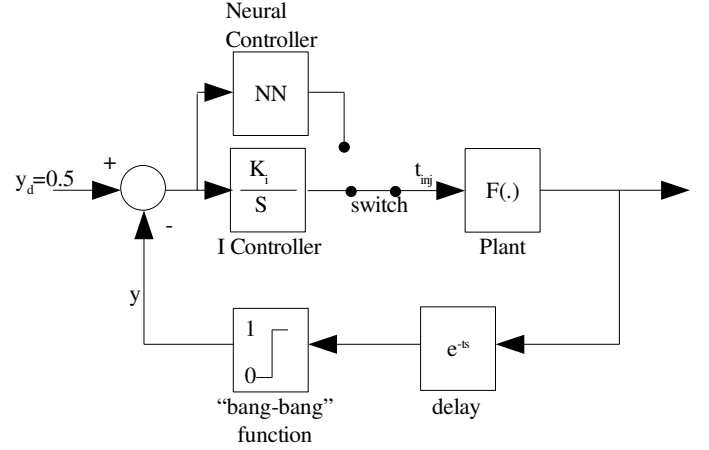 Neural
Controller
NN
+
y_d=0.5
K_i
S
-
I Controller
switch
t_inj
F(.)
Plant
y
1
0
“bang-bang”
function
e^-ts
delay